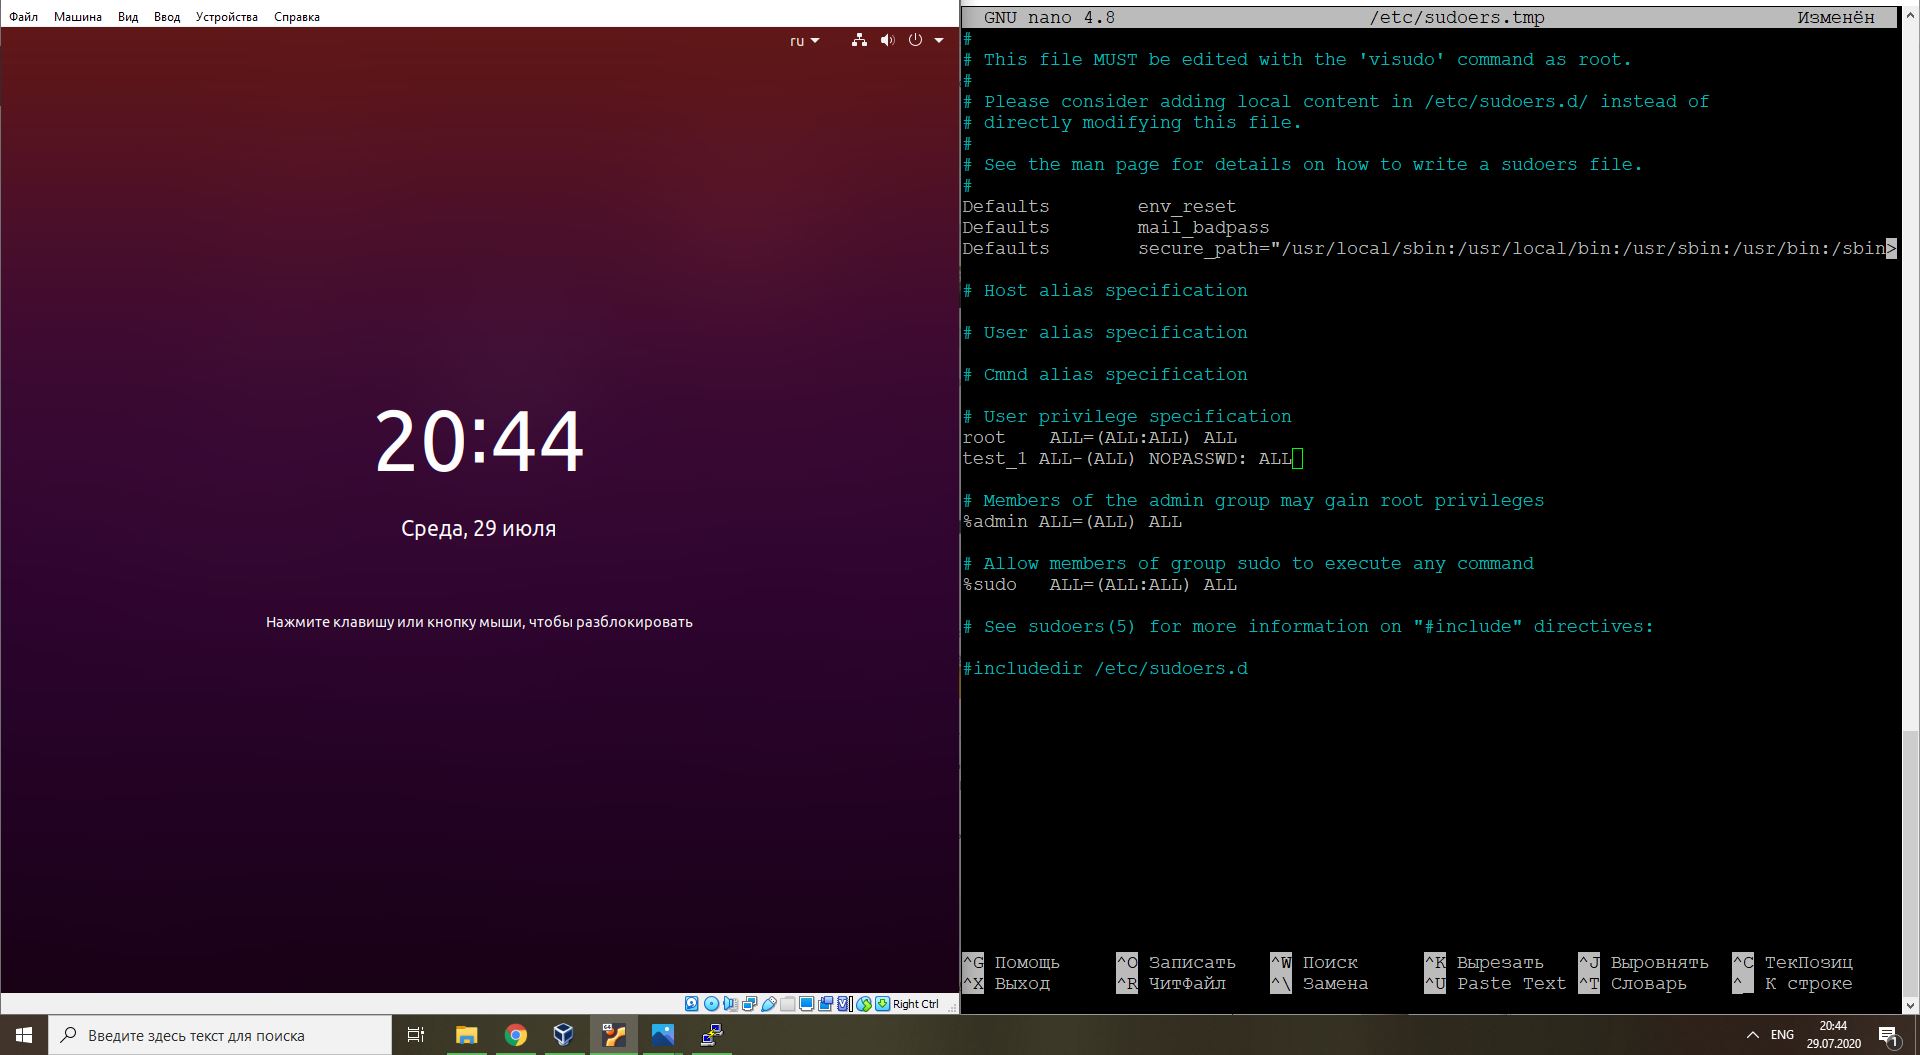 Файл Машина Вид Ввод Устройства Справка
ru
20:44
Среда, 29 июля
Нажмите клавишу или кнопку мыши, чтобы разблокировать
Right Ctrl
GNU nano 4.8 /etc/sudoers.tmp Изменён
#
# This file MUST be edited with the 'visudo' command as root.
#
# Please consider adding local content in /etc/sudoers.d/ instead of
# directly modifying this file.
#
# See the man page for details on how to write a sudoers file.
#
Defaults env_reset
Defaults mail_badpass
Defaults secure_path="/usr/local/sbin:/usr/local/bin:/usr/sbin:/usr/bin:/sbin>
# Host alias specification
# User alias specification
# Cmnd alias specification
# User privilege specification
root ALL=(ALL:ALL) ALL
test_1 ALL-(ALL) NOPASSWD: ALL
# Members of the admin group may gain root privileges
%admin ALL=(ALL) ALL
# Allow members of group sudo to execute any command
%sudo ALL=(ALL:ALL) ALL
# See sudoers(5) for more information on "#include" directives:
#includedir /etc/sudoers.d
^G Помощь ^O Записать ^W Поиск ^K Вырезать ^J Выровнять ^C ТекПозиц
^X Выход ^R ЧитФайл ^\ Замена ^U Paste Text ^T Словарь ^_ К строке
Введите здесь текст для поиска
64
ENG
20:44
29.07.2020
1